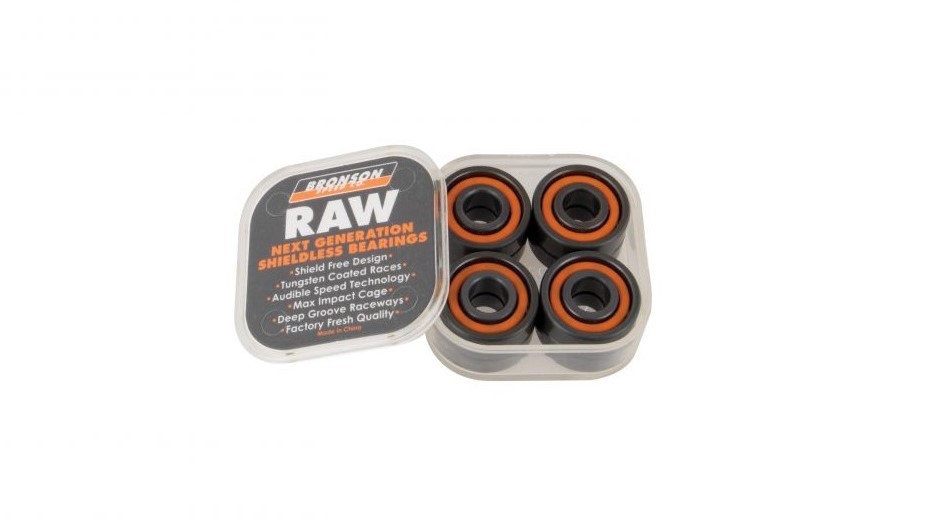 BRONSON
SPEED CO.
RAW
NEXT GENERATION
SHIELDLESS BEARINGS
•Shield Free Design•
•Tungsten Coated Races•
•Audible Speed Technology•
•Max Impact Cage•
•Deep Groove Raceways•
•Factory Fresh Quality•
Made in China